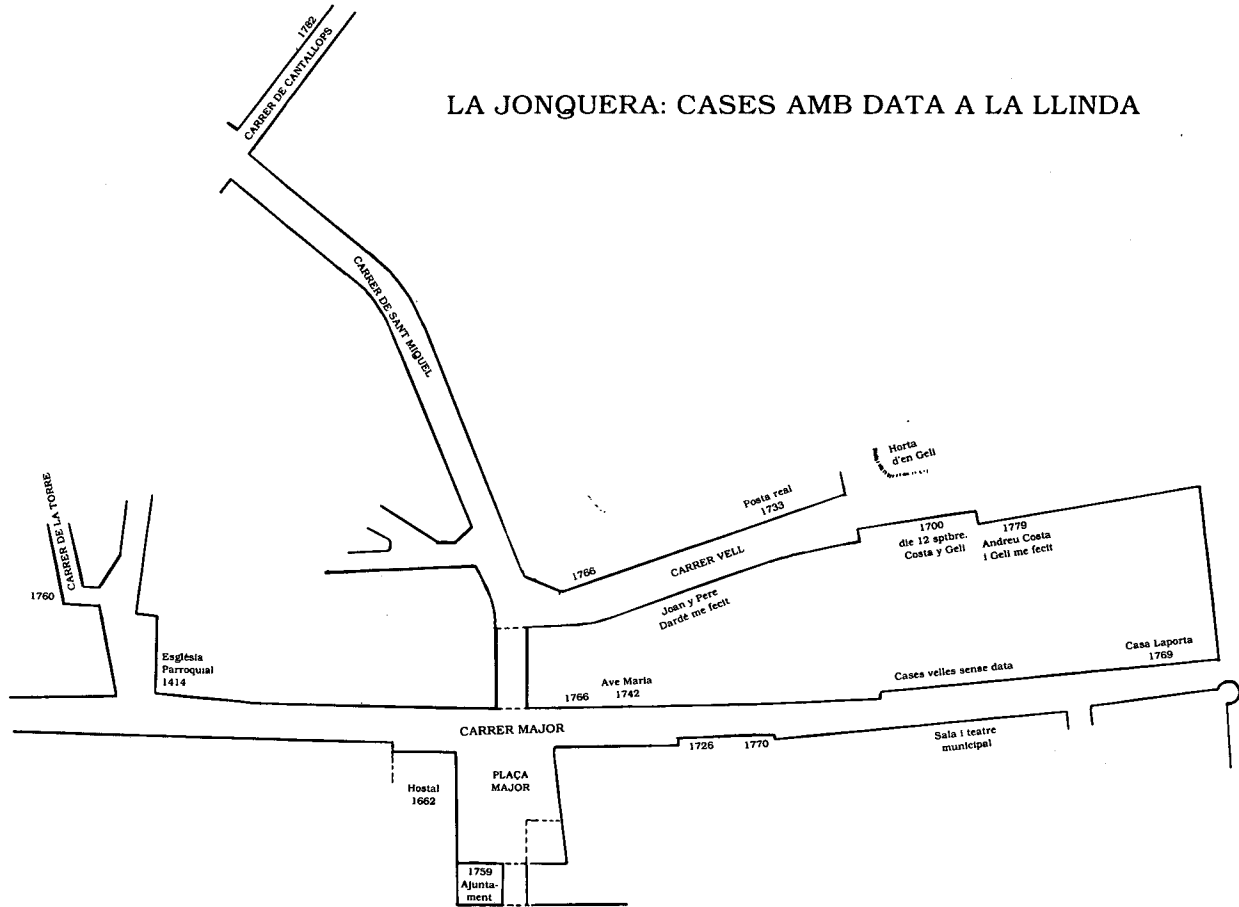 LA JONQUERA: CASES AMB DATA A LA LLINDA
1782
CARRER DE CANTALLOPS
CARRER DE SANT MIQUEL
Horta
d'en Geli
CARRER DE LA TORRE
1760
Posta real
1733
1766
CARRER VELL
Joan y Pere
Dardé me fecit
1700
die 12 sptbre.
Costa y Geli
1779
Andreu Costa
i Geli me fecit
Església
Parroquial
1414
1766
Ave Maria
1742
Cases velles sense data
Casa Laporta
1769
CARRER MAJOR
1726
1770
Sala i teatre
municipal
Hostal
1662
PLAÇA
MAJOR
1759
Ajunta-
ment